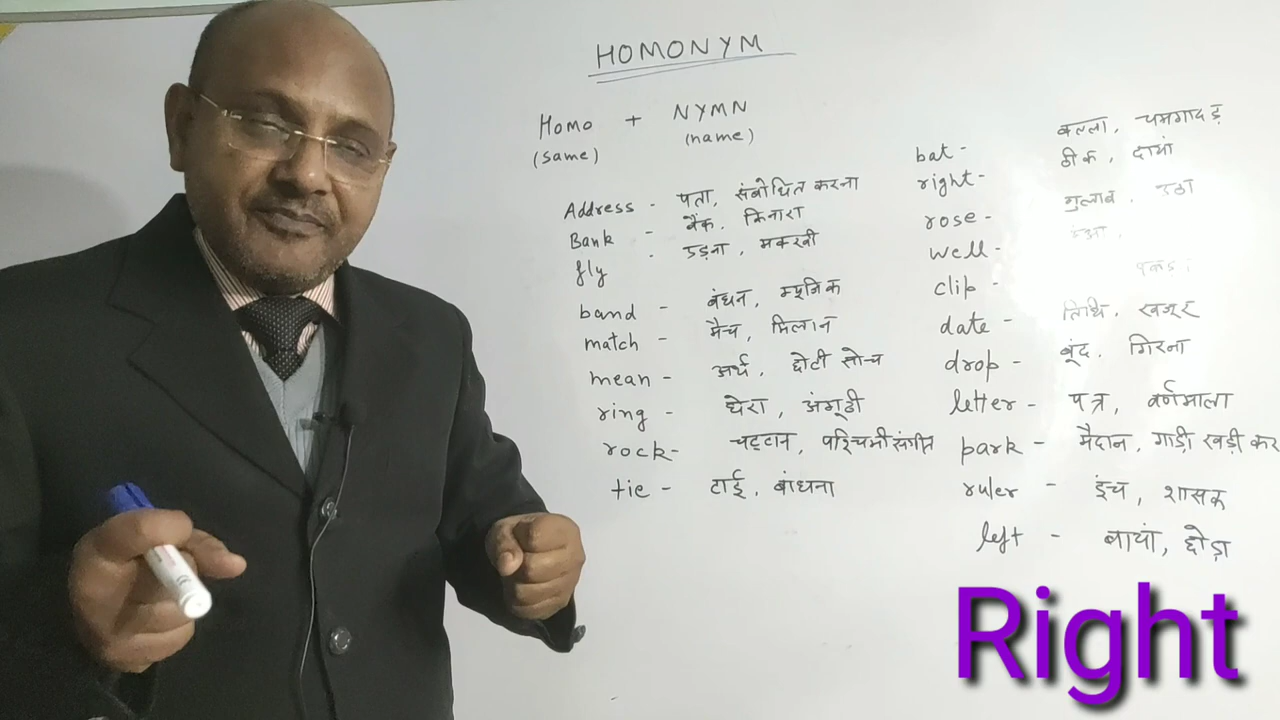 HOMONYM
Homo + NYMN
(same) (name)
Address - पता, संबोधित करना
Bank - बैंक, किनारा
fly - उड़ना, मक्खी
band - बंधन, म्यूजिक
match - मैच, मिलान
mean - अर्थ, छोटी सोच
ring - घेरा, अंगूठी
rock - चट्टान, पश्चिमी संगीत
tie - टाई, बांधना
bat - बल्ला, चमगादड़
right - ठीक, दायां
rose - गुलाब, उठा
well -
clip -
date - तिथि, खजूर
drop - बूंद, गिरना
letter - पत्र, वर्णमाला
park - मैदान, गाड़ी खड़ी कर
ruler - इंच, शासक
left - बायां, छोड़ा
Right